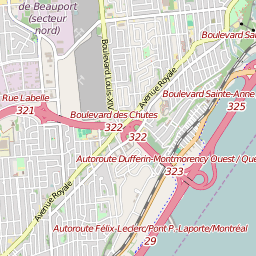 de Beauport
(secteur
nord)
Boulevard Louis-XIV
Boulevard Sai
Avenue Royale
Boulevard Sainte-Anne
325
Rue Labelle
321
Boulevard des Chutes
322
322
Autoroute Dufferin-Montmorency Ouest / Que
323
Avenue Royale
Autoroute Félix-Leclerc/Pont P.-Laporte/Montréal
29